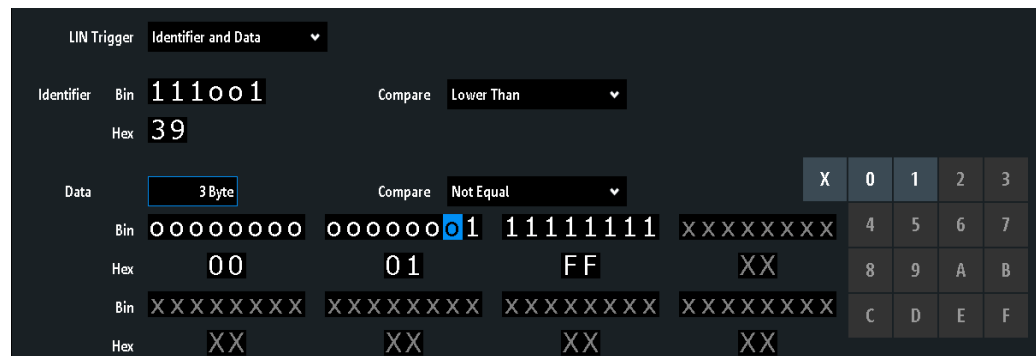 LIN Trigger Identifier and Data
Identifier Bin 111oo1 Compare Lower Than
Hex 39
Data 3 Byte Compare Not Equal
X 0 1 2 3
Bin oooooooo oooooo o1 11111111 XXXXXXXX
4 5 6 7
Hex 00 01 FF XX
8 9 A B
Bin XXXXXXXX XXXXXXXX XXXXXXXX XXXXXXXX
C D E F
Hex XX XX XX XX